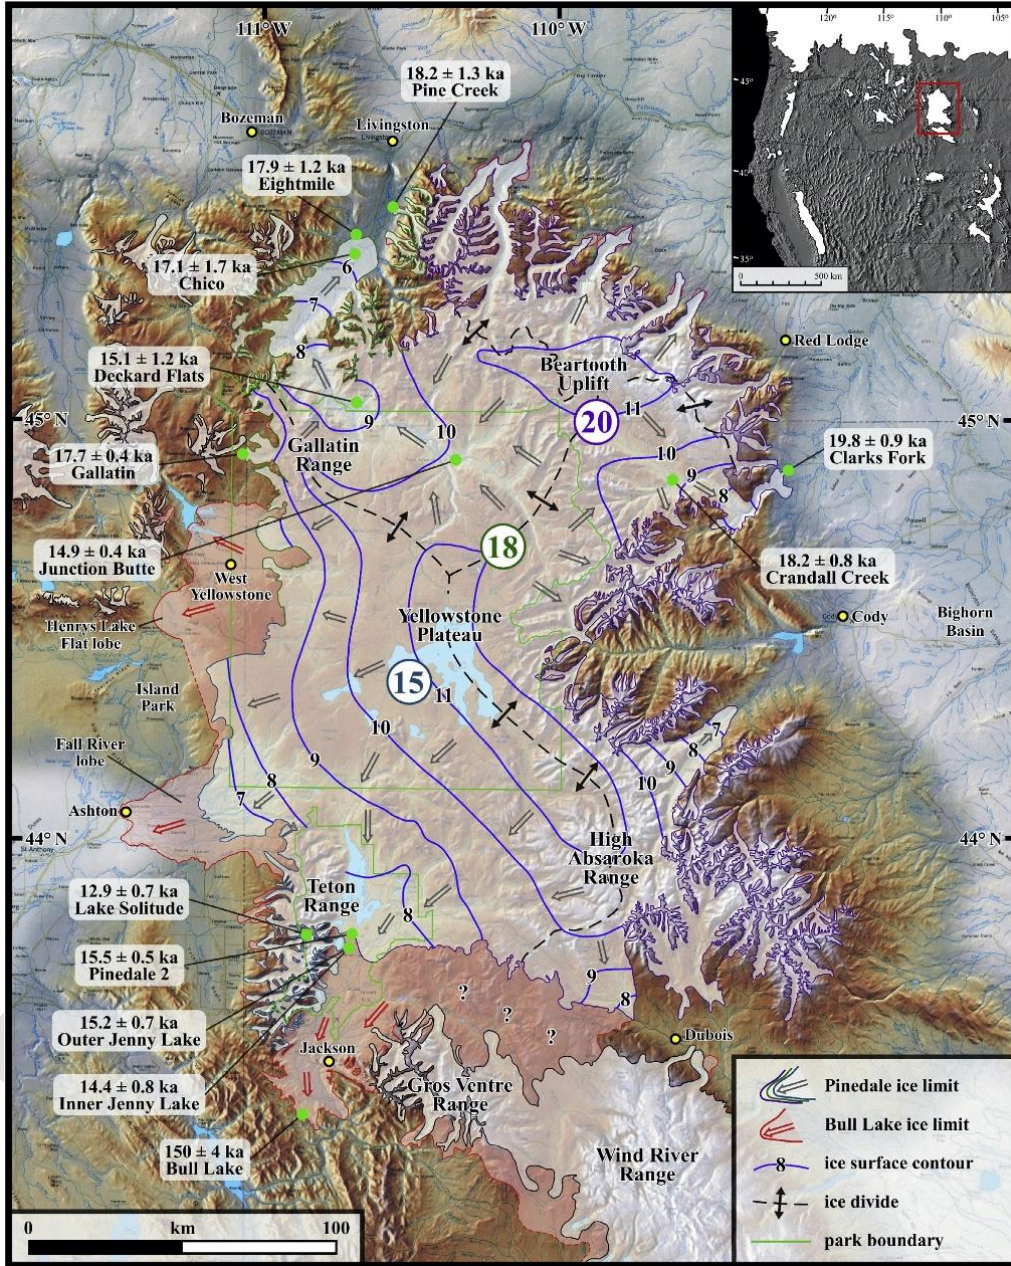 111° W
110° W
120°
115°
110°
105°
45°
40°
35°
0
500 km
18.2 ± 1.3 ka
Pine Creek
Bozeman
BOZEMAN
Livingston
Livingston
17.9 ± 1.2 ka
Eightmile
17.1 ± 1.7 ka
Chico
6
7
8
15.1 ± 1.2 ka
Deckard Flats
Red Lodge
Beartooth
Uplift
11
20
45° N
45° N
9
10
Gallatin
Range
10
9
8
17.7 ± 0.4 ka
Gallatin
19.8 ± 0.9 ka
Clarks Fork
18
14.9 ± 0.4 ka
Junction Butte
18.2 ± 0.8 ka
Crandall Creek
West
Yellowstone
Henrys Lake
Flat lobe
Yellowstone
Plateau
Cody
Bighorn
Basin
Island
Park
15
11
10
9
8
7
7
8
9
10
Fall River
lobe
Ashton
St Anthony
44° N
44° N
High
Absaroka
Range
Teton
Range
8
12.9 ± 0.7 ka
Lake Solitude
15.5 ± 0.5 ka
Pinedale 2
15.2 ± 0.7 ka
Outer Jenny Lake
14.4 ± 0.8 ka
Inner Jenny Lake
150 ± 4 ka
Bull Lake
9
8
?
?
?
Dubois
Jackson
Gros Ventre
Range
Wind River
Range
Pinedale ice limit
Bull Lake ice limit
8
ice surface contour
ice divide
park boundary
0
km
100